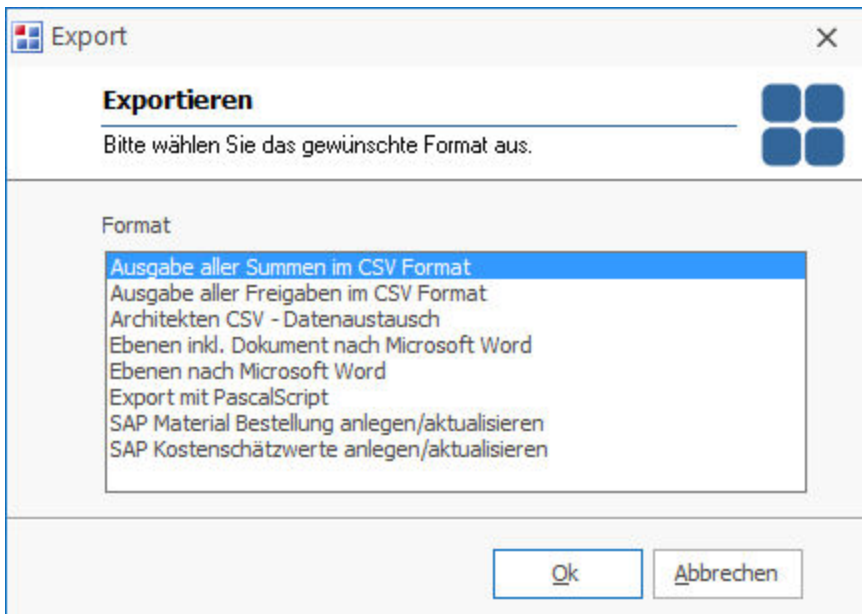 Export
Exportieren
Bitte wählen Sie das gewünschte Format aus.
Format
Ausgabe aller Summen im CSV Format
Ausgabe aller Freigaben im CSV Format
Architekten CSV - Datenaustausch
Ebenen inkl. Dokument nach Microsoft Word
Ebenen nach Microsoft Word
Export mit PascalScript
SAP Material Bestellung anlegen/aktualisieren
SAP Kostenschätzwerte anlegen/aktualisieren
Ok
Abbrechen